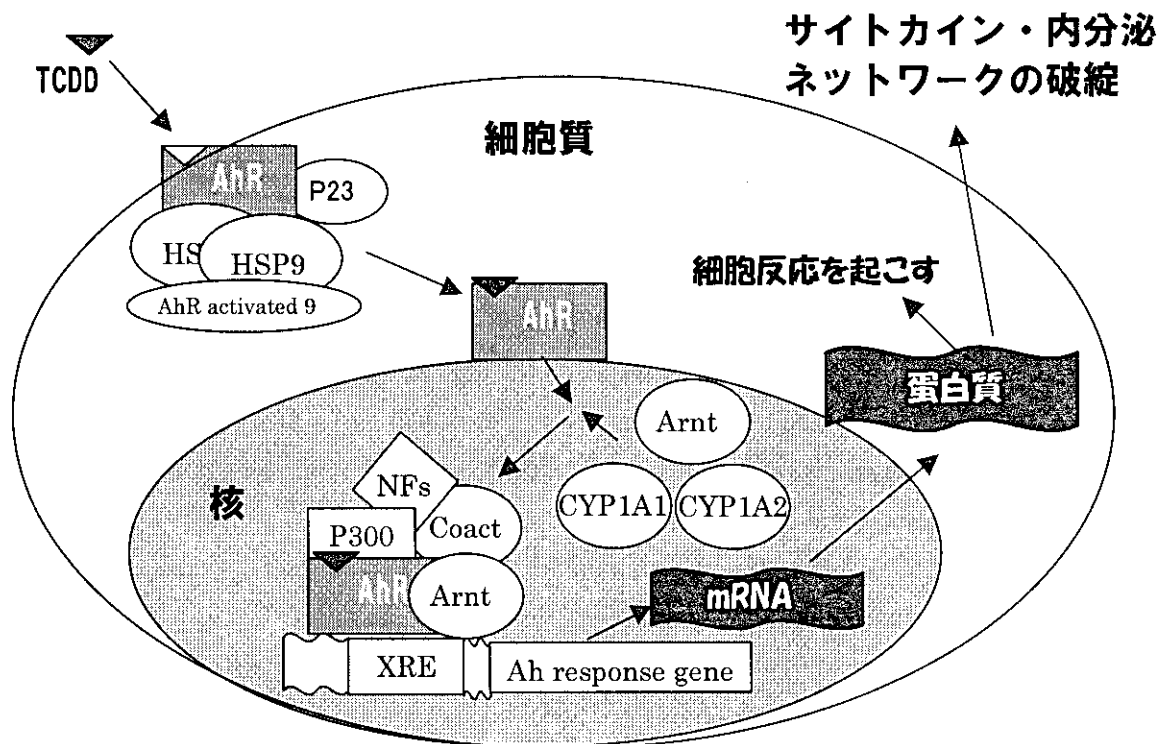 サイトカイン・内分泌
ネットワークの破綻
TCDD
細胞質
AhR
P23
HS
HSP9
AhR activated 9
細胞反応を起こす
AhR
蛋白質
Arnt
NFs
CYP1A1
CYP1A2
核
Coact
P300
AhR
Arnt
mRNA
XRE
Ah response gene